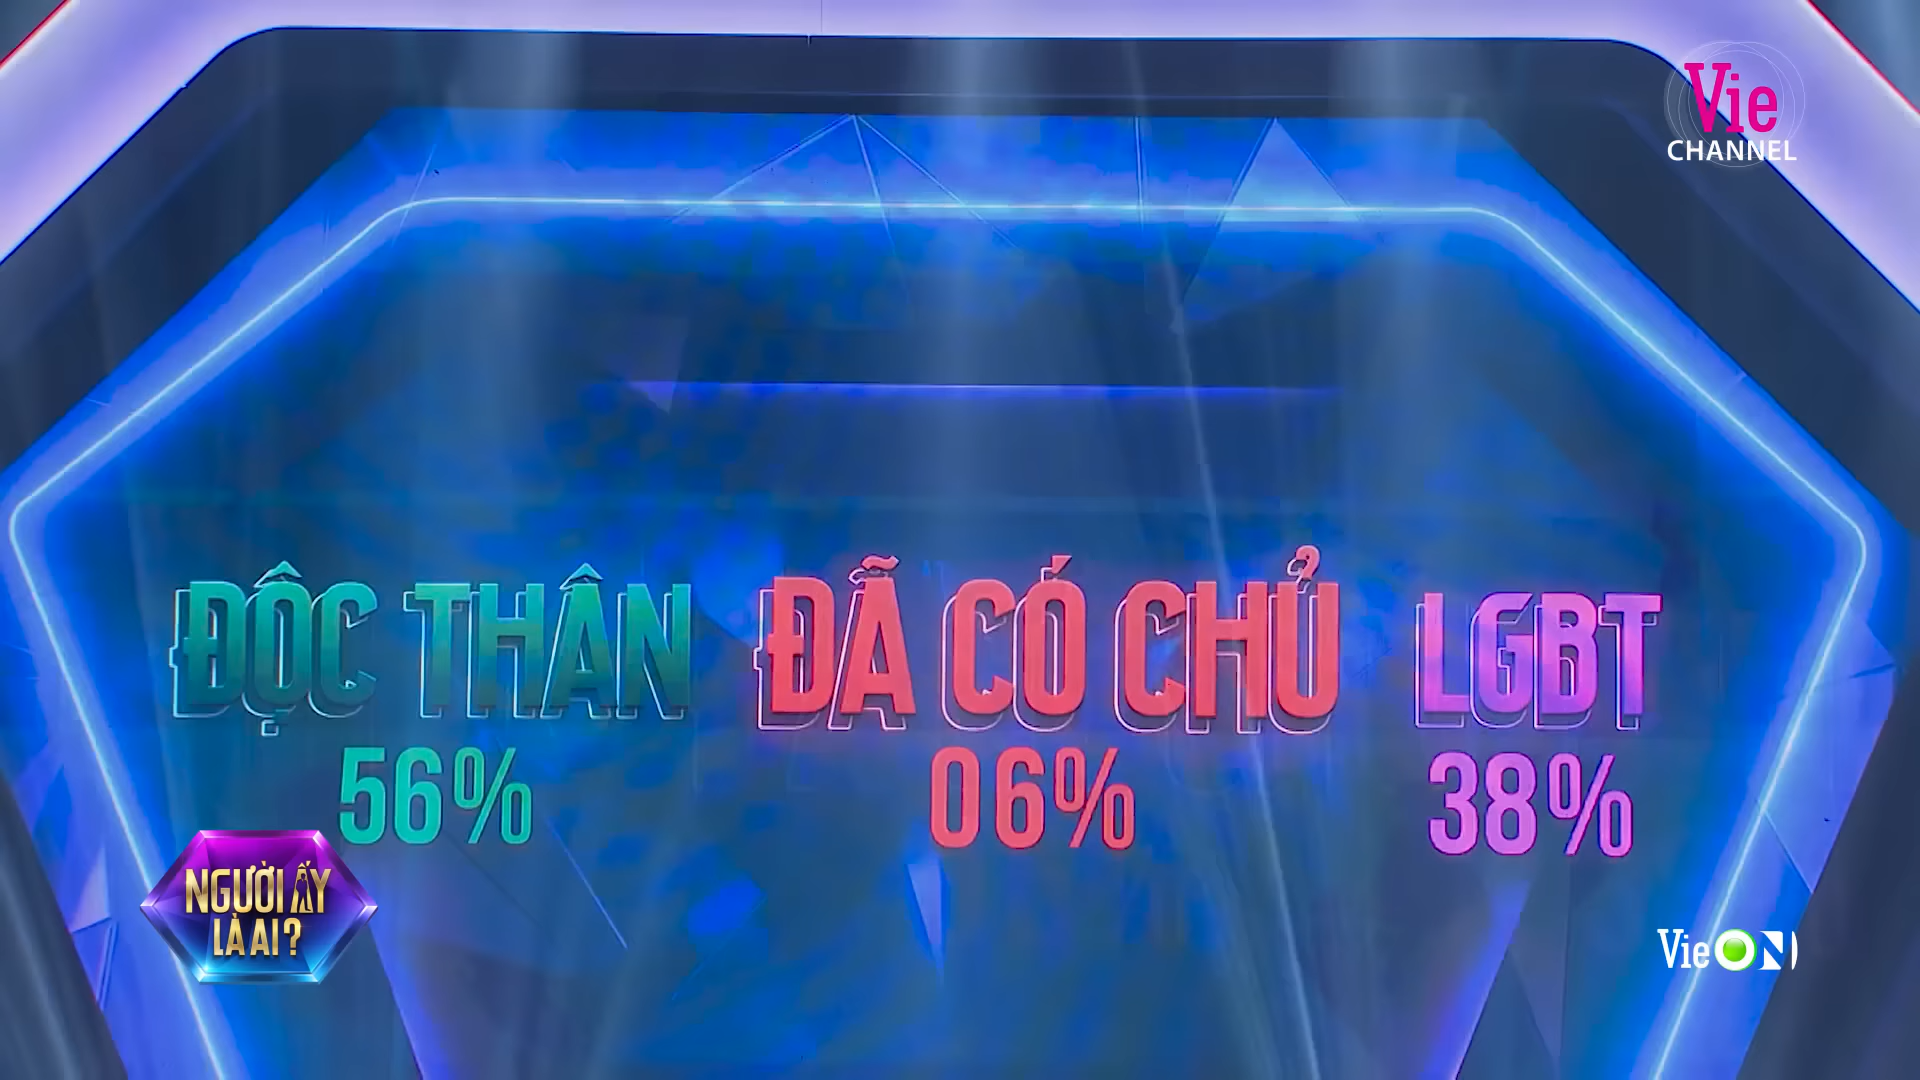 Vie
CHANNEL
ĐỘC THÂN ĐÃ CÓ CHỦ LGBT
56% 06% 38%
NGƯỜI ẤY
LÀ AI?
VieON